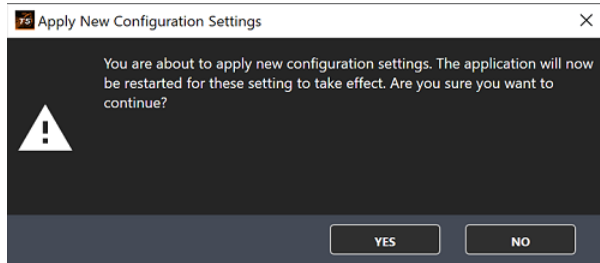 TS Apply New Configuration Settings
You are about to apply new configuration settings. The application will now
be restarted for these setting to take effect. Are you sure you want to
continue?
YES NO